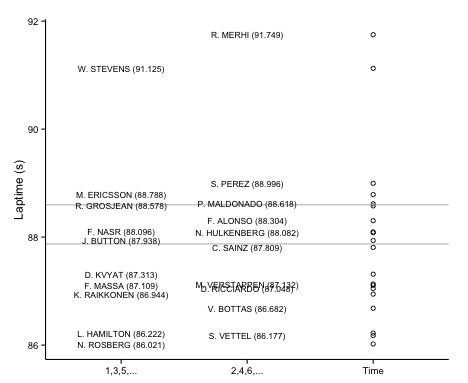 92
R. MERHI (91.749)
W. STEVENS (91.125)
90
S. PEREZ (88.996)
M. ERICSSON (88.788)
P. MALDONADO (88.618)
R. GROSJEAN (88.578)
F. ALONSO (88.304)
F. NASR (88.096)
N. HULKENBERG (88.082)
88
J. BUTTON (87.938)
C. SAINZ (87.809)
D. KVYAT (87.313)
M. VERSTAPPEN (87.132)
F. MASSA (87.109)
D. RICCIARDO (87.048)
K. RAIKKONEN (86.944)
V. BOTTAS (86.682)
L. HAMILTON (86.222)
S. VETTEL (86.177)
N. ROSBERG (86.021)
86
Laptime (s)
1,3,5,...
2,4,6,...
Time